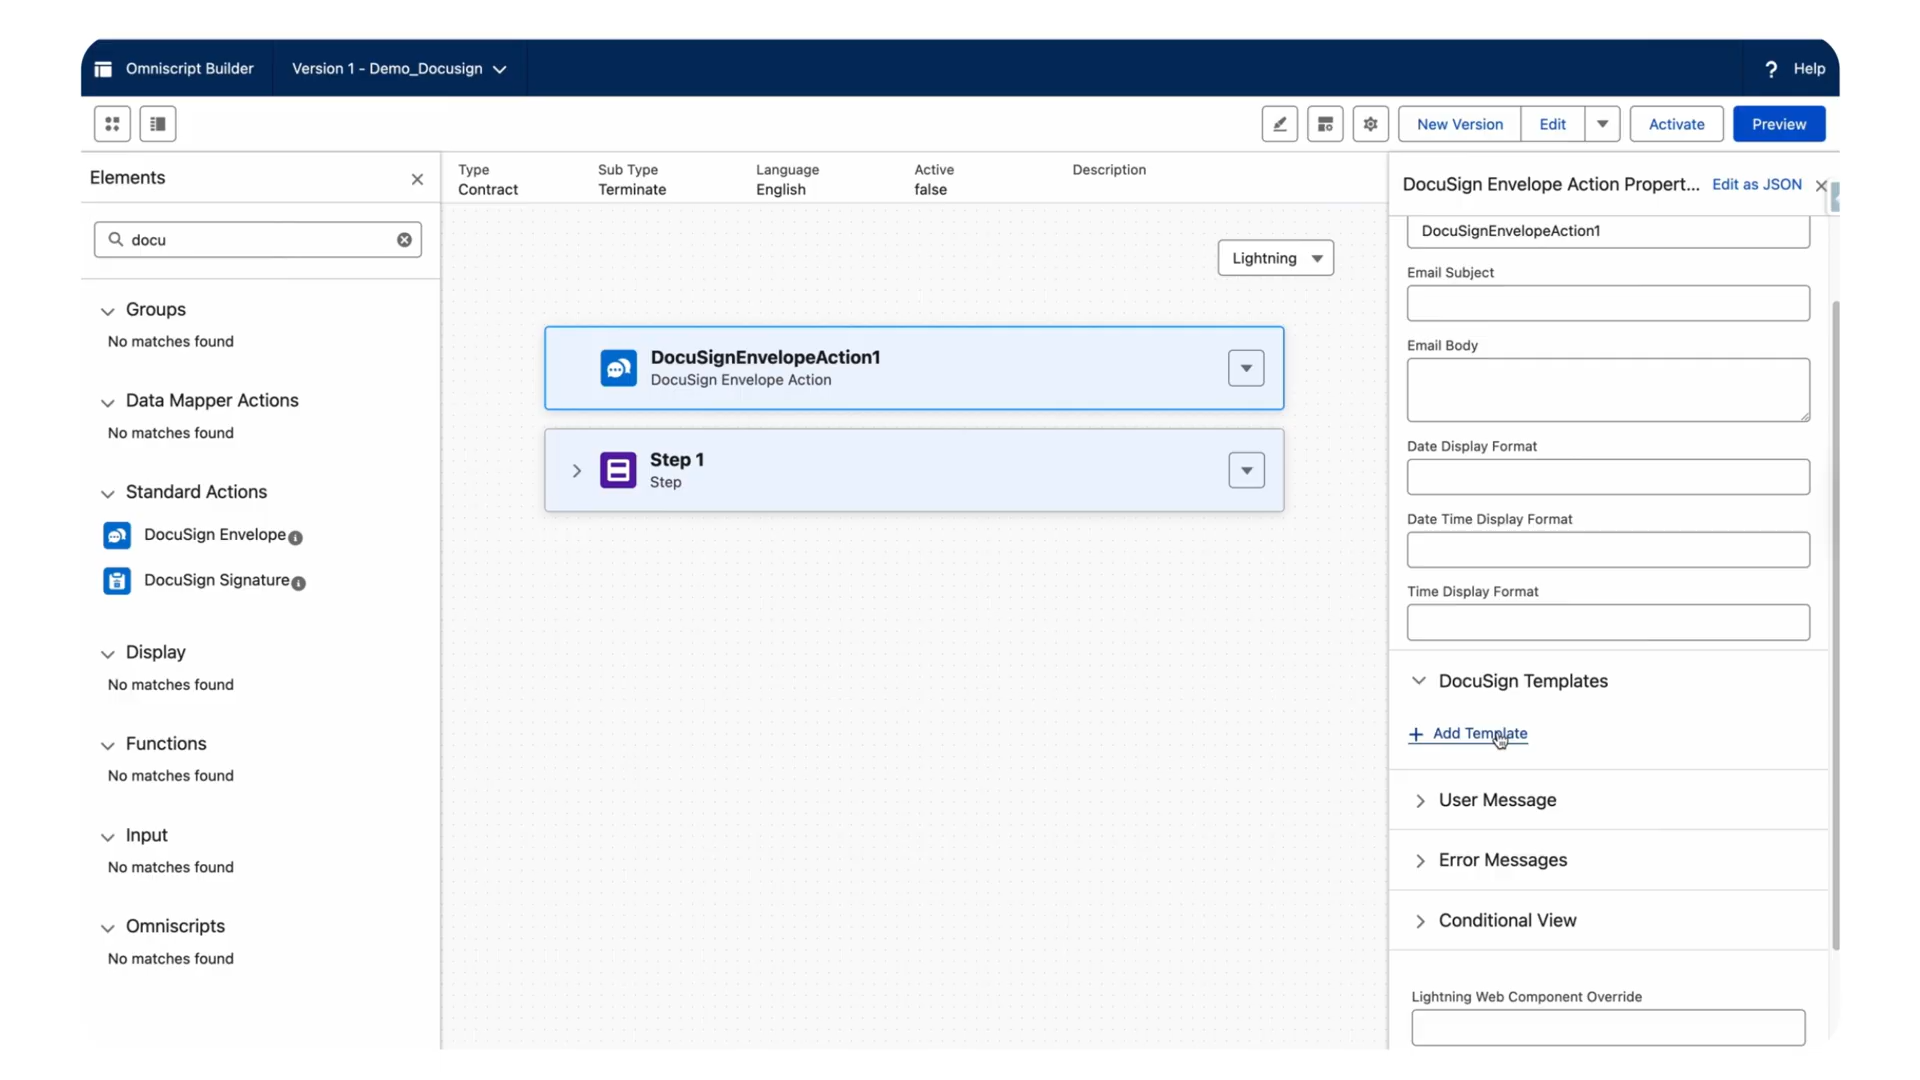 Omniscript Builder
Version 1 - Demo_Docusign
? Help
New Version
Edit
Activate
Preview
Elements
docu
Groups
No matches found
Data Mapper Actions
No matches found
Standard Actions
DocuSign Envelope
DocuSign Signature
Display
No matches found
Functions
No matches found
Input
No matches found
Omniscripts
No matches found
Type
Contract
Sub Type
Terminate
Language
English
Active
false
Description
Lightning
DocuSignEnvelopeAction1
DocuSign Envelope Action
Step 1
Step
DocuSign Envelope Action Propert...
Edit as JSON
DocuSignEnvelopeAction1
Email Subject
Email Body
Date Display Format
Date Time Display Format
Time Display Format
DocuSign Templates
+ Add Template
User Message
Error Messages
Conditional View
Lightning Web Component Override